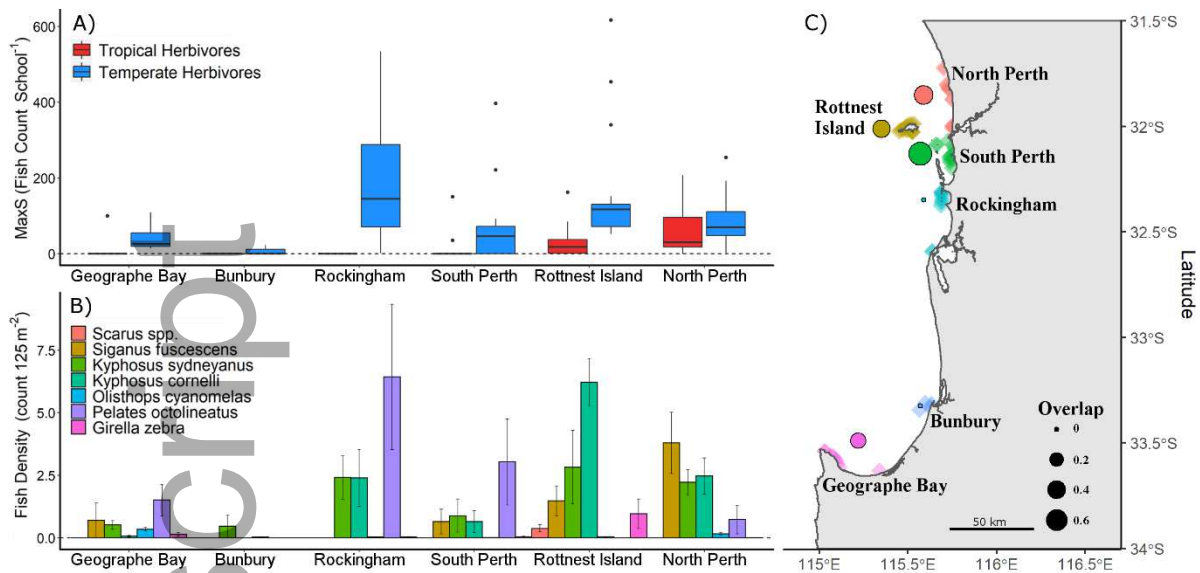 A)
600
400
200
0
MaxS (Fish Count School⁻¹)
Tropical Herbivores
Temperate Herbivores
Geographe Bay Bunbury Rockingham South Perth Rottnest Island North Perth
B)
7.5
5.0
2.5
0.0
Fish Density (count 125 m⁻²)
Scarus spp.
Siganus fuscescens
Kyphosus sydneyanus
Kyphosus cornelli
Olisthops cyanomelas
Pelates octolineatus
Girella zebra
Geographe Bay Bunbury Rockingham South Perth Rottnest Island North Perth
script
C)
North Perth
Rottnest
Island
South Perth
Rockingham
Bunbury
Geographe Bay
Overlap
0
0.2
0.4
0.6
50 km
31.5°S
32°S
32.5°S
33°S
33.5°S
34°S
Latitude
115°E 115.5°E 116°E 116.5°E